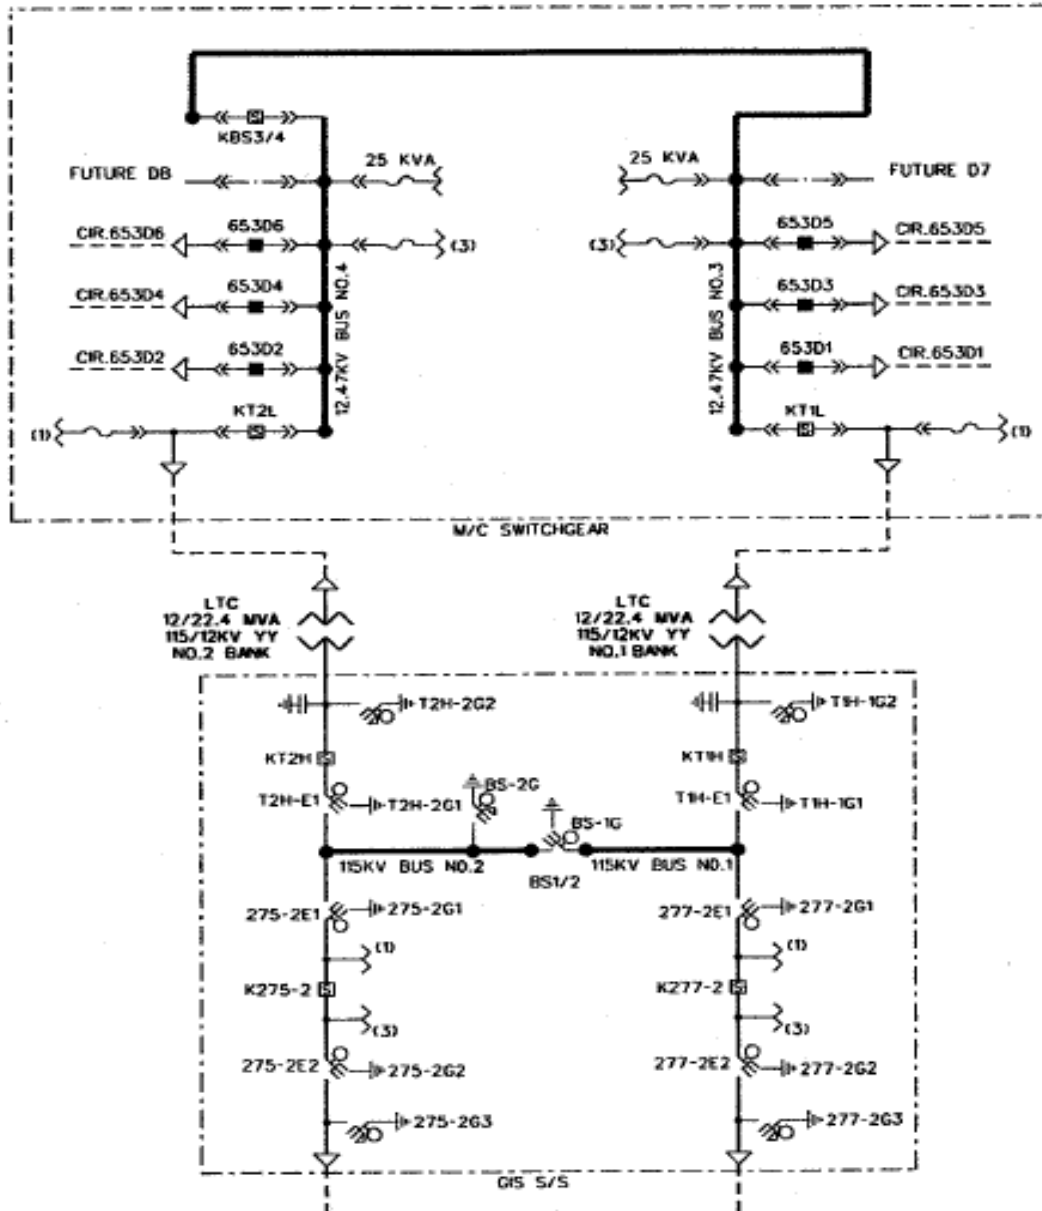 KBS3/4
FUTURE D8
25 KVA
25 KVA
FUTURE D7
CIR.653D6
653D6
(3)
(3)
653D5
CIR.653D5
CIR.653D4
653D4
12.47KV BUS NO.4
12.47KV BUS NO.3
653D3
CIR.653D3
CIR.653D2
653D2
653D1
CIR.653D1
(1)
KT2L
KT1L
(1)
M/C SWITCHGEAR
LTC
12/22.4 MVA
115/12KV YY
NO.2 BANK
LTC
12/22.4 MVA
115/12KV YY
NO.1 BANK
T2H-2G2
T1H-1G2
KT2H
S
KT1H
S
T2H-E1
T2H-2G1
BS-2G
BS-1G
T1H-E1
T1H-1G1
115KV BUS NO.2
BS1/2
115KV BUS NO.1
275-2E1
275-2G1
277-2E1
277-2G1
(1)
(1)
K275-2
S
K277-2
S
(3)
(3)
275-2E2
275-2G2
277-2E2
277-2G2
275-2G3
277-2G3
GIS S/S